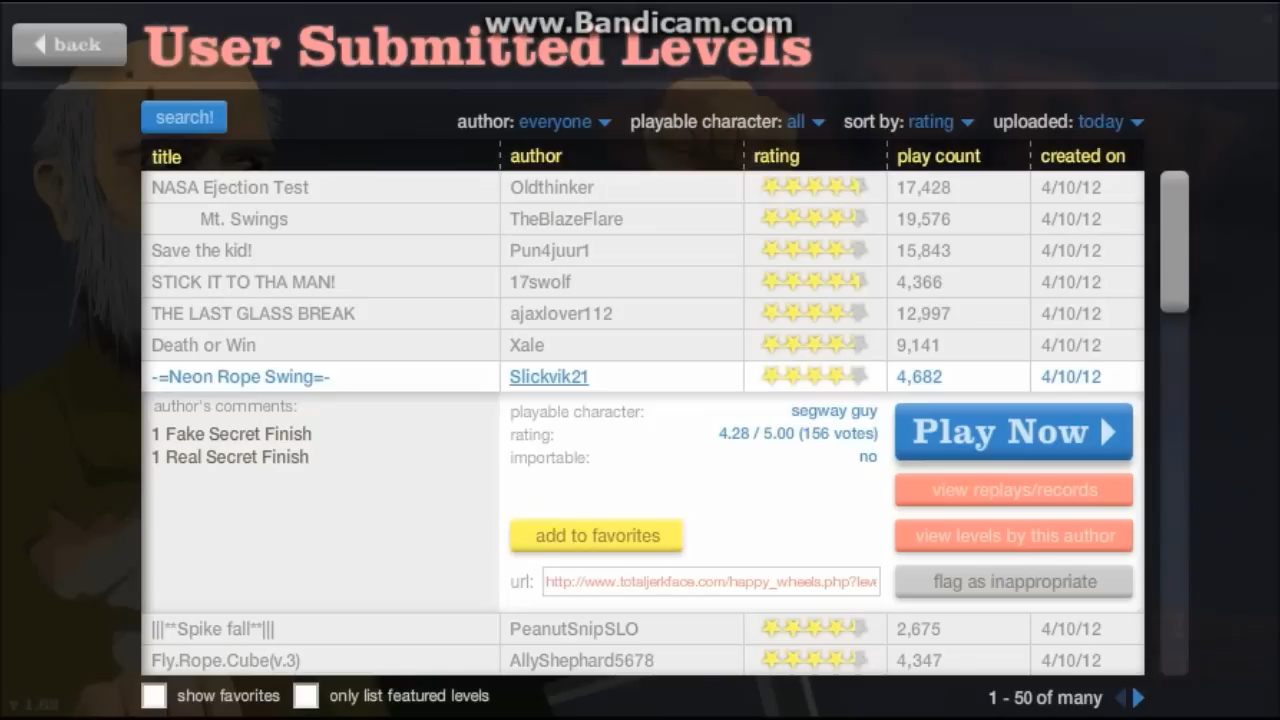 www.Bandicam.com
back
User Submitted Levels
search!
author: everyone playable character: all sort by: rating uploaded: today
title author rating play count created on
NASA Ejection Test Oldthinker 17,428 4/10/12
Mt. Swings TheBlazeFlare 19,576 4/10/12
Save the kid! Pun4juur1 15,843 4/10/12
STICK IT TO THA MAN! 17swolf 4,366 4/10/12
THE LAST GLASS BREAK ajaxlover112 12,997 4/10/12
Death or Win Xale 9,141 4/10/12
-=Neon Rope Swing=- Slickvik21 4,682 4/10/12
author's comments:
1 Fake Secret Finish
1 Real Secret Finish
playable character: segway guy
rating: 4.28 / 5.00 (156 votes)
importable: no
add to favorites
url: http://www.totaljerkface.com/happy_wheels.php?leve
Play Now
view replays/records
view levels by this author
flag as inappropriate
|||**Spike fall**||| PeanutSnipSLO 2,675 4/10/12
Fly.Rope.Cube(v.3) AllyShephard5678 4,347 4/10/12
show favorites only list featured levels 1 - 50 of many